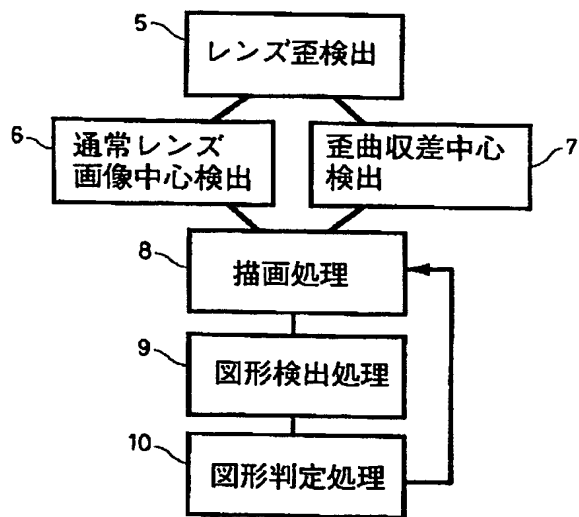 5
レンズ歪検出
6
通常レンズ
画像中心検出
歪曲収差中心
検出
7
8
描画処理
9
図形検出処理
10
図形判定処理